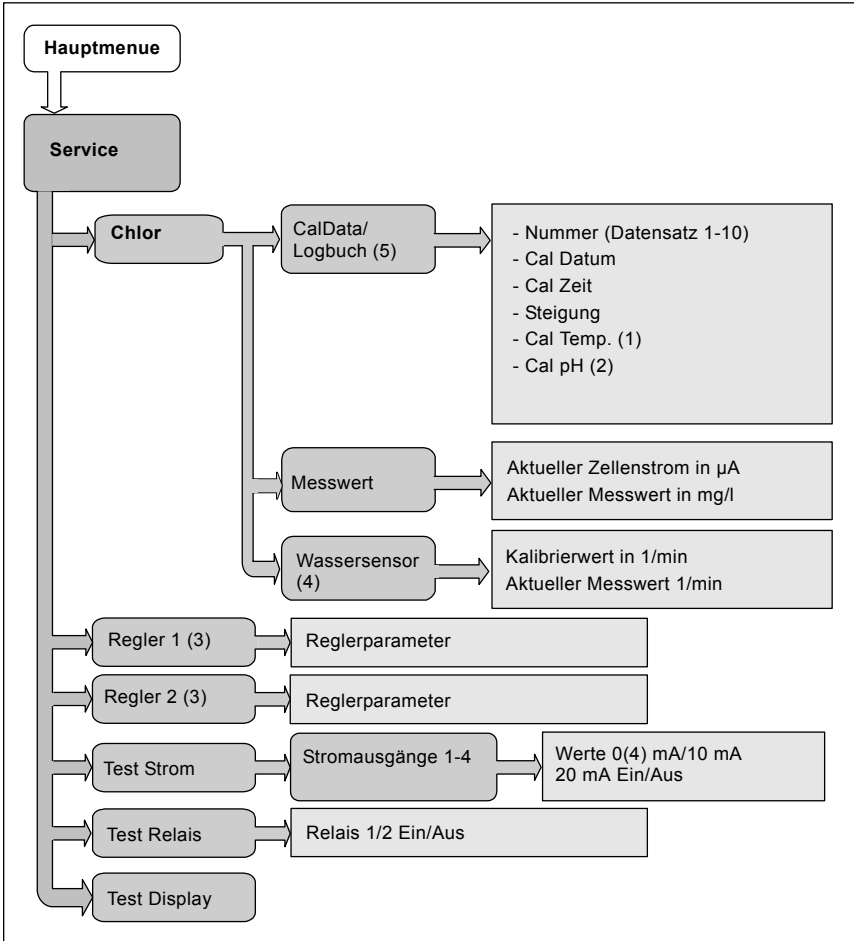 Hauptmenue
Service
Chlor
CalData/
Logbuch (5)
- Nummer (Datensatz 1-10)
- Cal Datum
- Cal Zeit
- Steigung
- Cal Temp. (1)
- Cal pH (2)
Messwert
Aktueller Zellenstrom in µA
Aktueller Messwert in mg/l
Wassersensor
(4)
Kalibrierwert in 1/min
Aktueller Messwert 1/min
Regler 1 (3)
Reglerparameter
Regler 2 (3)
Reglerparameter
Test Strom
Stromausgänge 1-4
Werte 0(4) mA/10 mA
20 mA Ein/Aus
Test Relais
Relais 1/2 Ein/Aus
Test Display